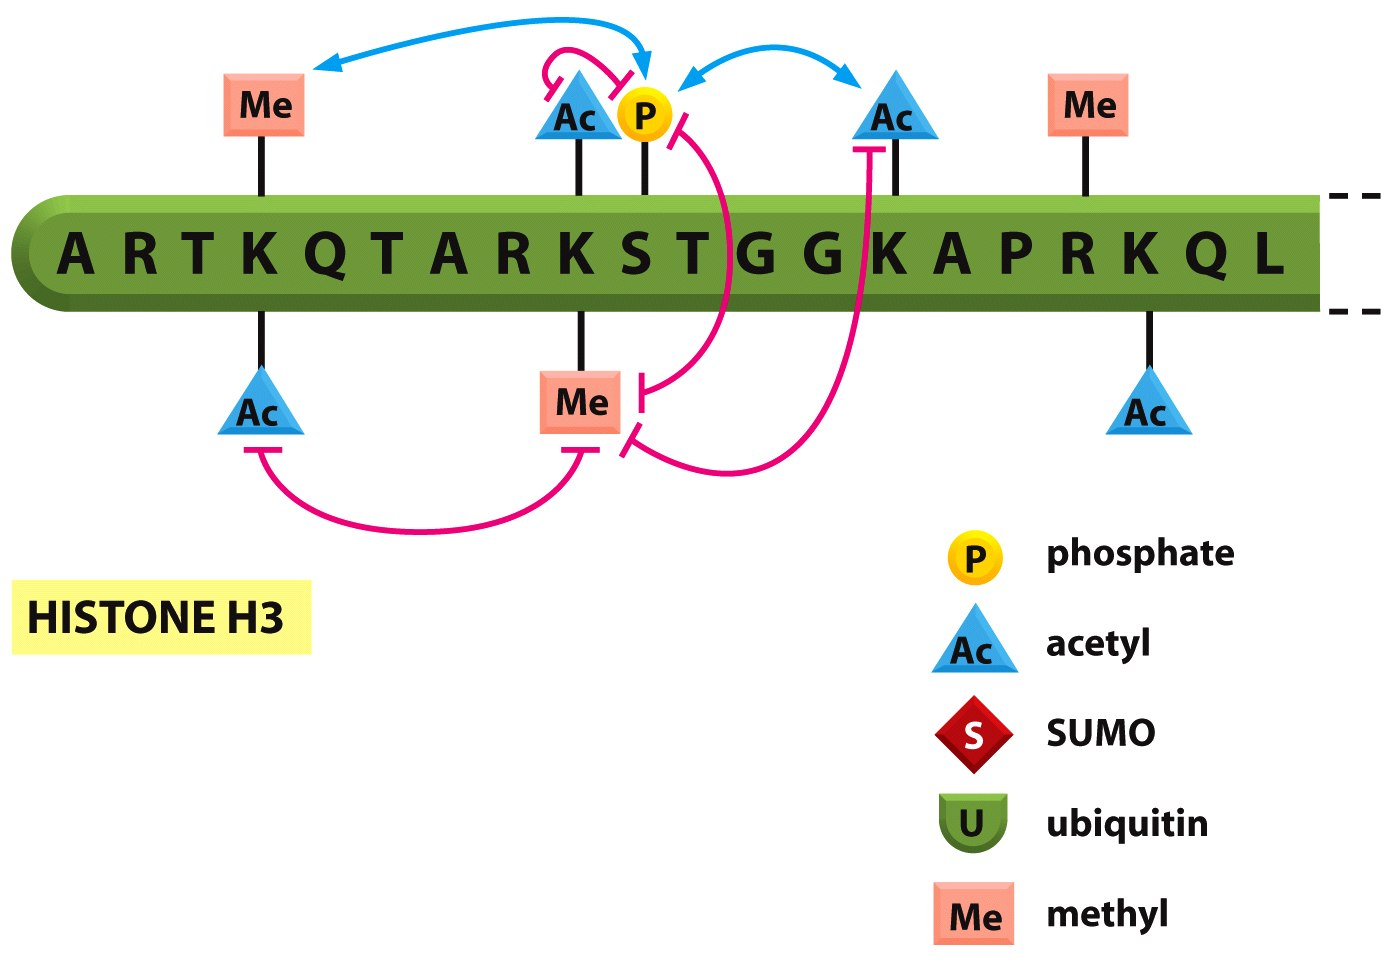 Me Ac P Ac Me
A R T K Q T A R K S T G G K A P R K Q L
Ac Me Ac
HISTONE H3
P phosphate
Ac acetyl
S SUMO
U ubiquitin
Me methyl